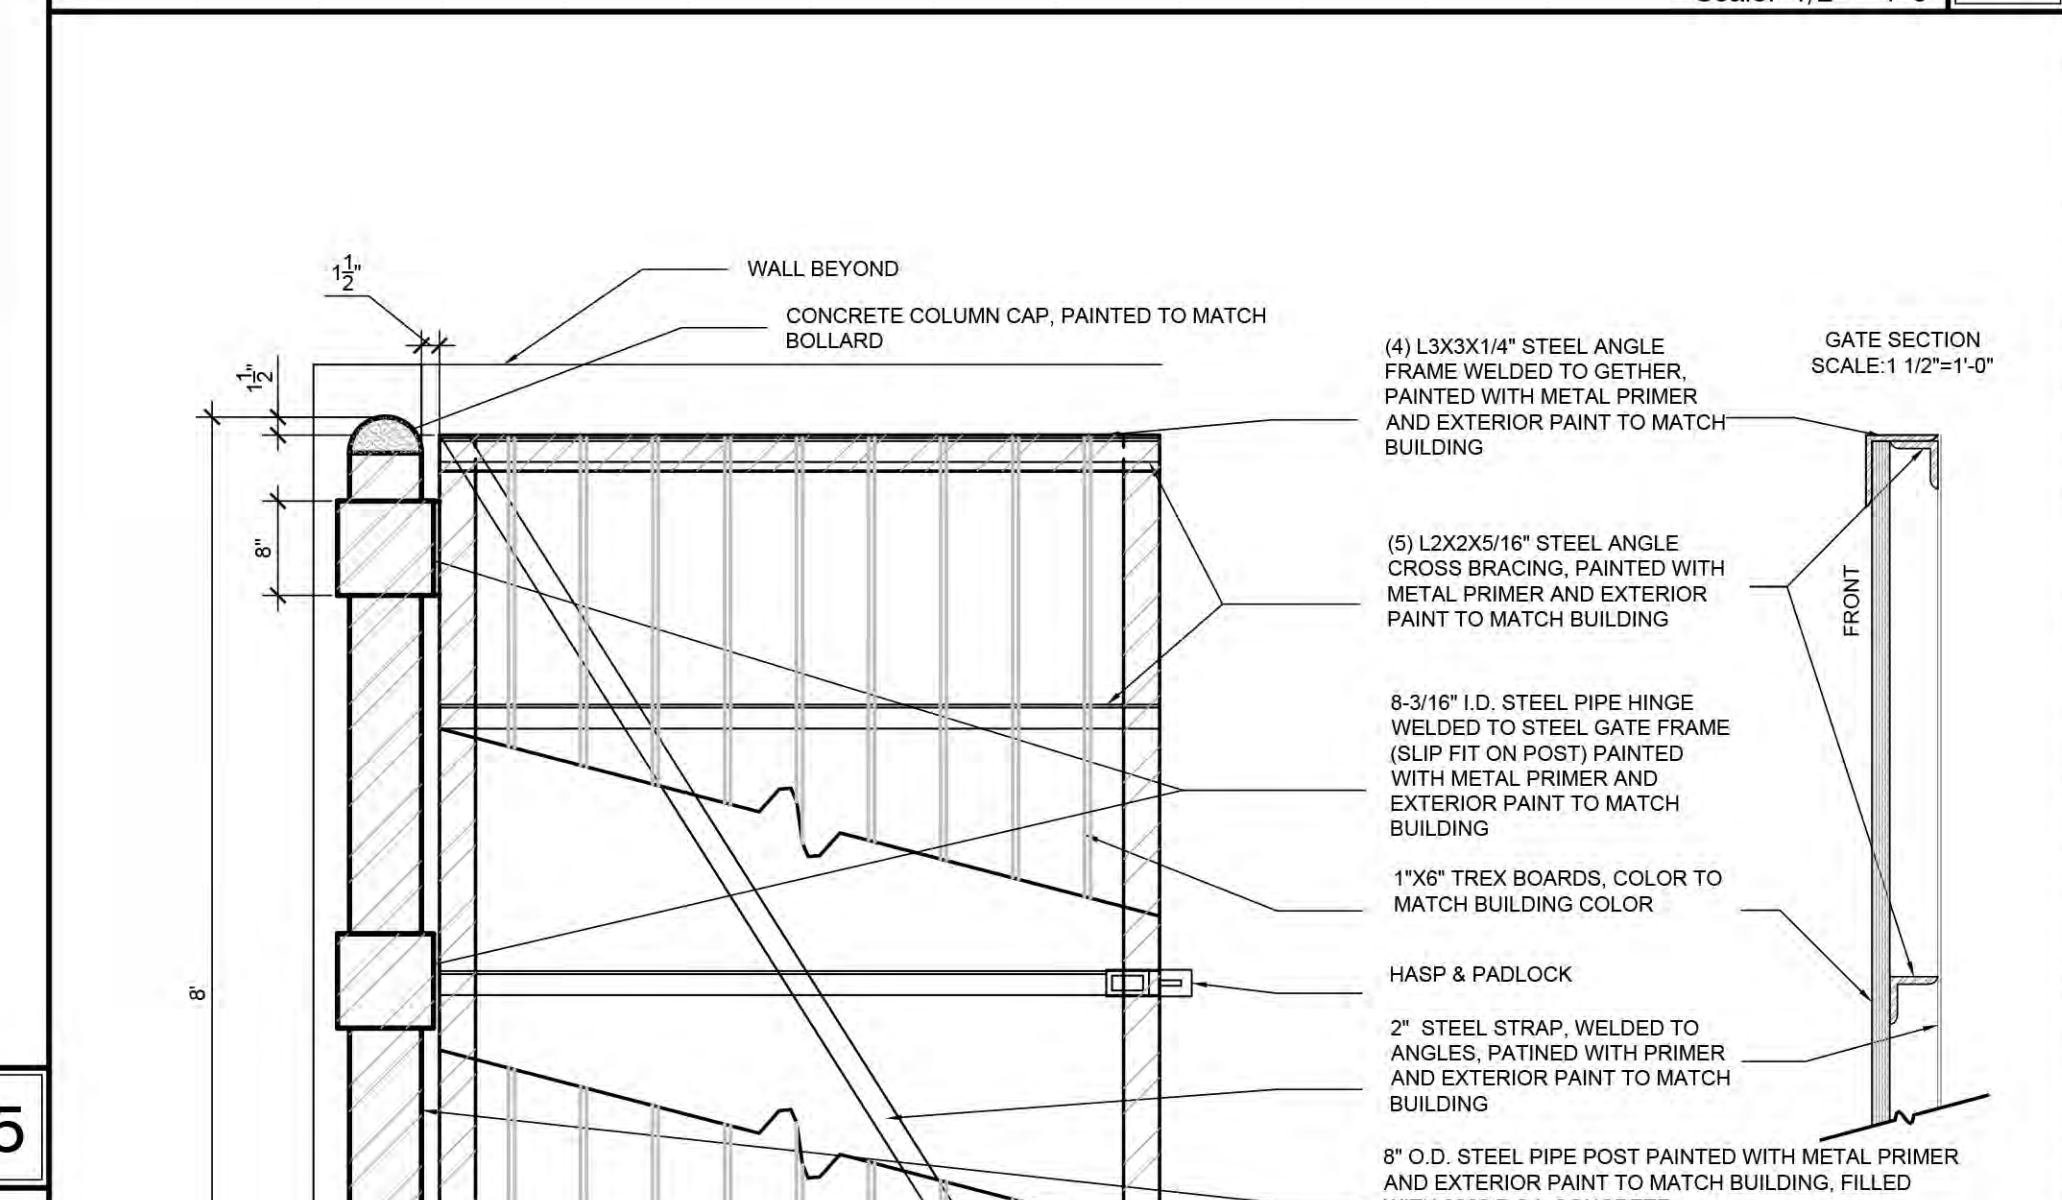 1 1/2"
WALL BEYOND
CONCRETE COLUMN CAP, PAINTED TO MATCH
BOLLARD
1 1/2"
8"
8'
(4) L3X3X1/4" STEEL ANGLE
FRAME WELDED TO GETHER,
PAINTED WITH METAL PRIMER
AND EXTERIOR PAINT TO MATCH
BUILDING
GATE SECTION
SCALE:1 1/2"=1'-0"
(5) L2X2X5/16" STEEL ANGLE
CROSS BRACING, PAINTED WITH
METAL PRIMER AND EXTERIOR
PAINT TO MATCH BUILDING
FRONT
8-3/16" I.D. STEEL PIPE HINGE
WELDED TO STEEL GATE FRAME
(SLIP FIT ON POST) PAINTED
WITH METAL PRIMER AND
EXTERIOR PAINT TO MATCH
BUILDING
1"X6" TREX BOARDS, COLOR TO
MATCH BUILDING COLOR
HASP & PADLOCK
2" STEEL STRAP, WELDED TO
ANGLES, PATINED WITH PRIMER
AND EXTERIOR PAINT TO MATCH
BUILDING
8" O.D. STEEL PIPE POST PAINTED WITH METAL PRIMER
AND EXTERIOR PAINT TO MATCH BUILDING, FILLED
5